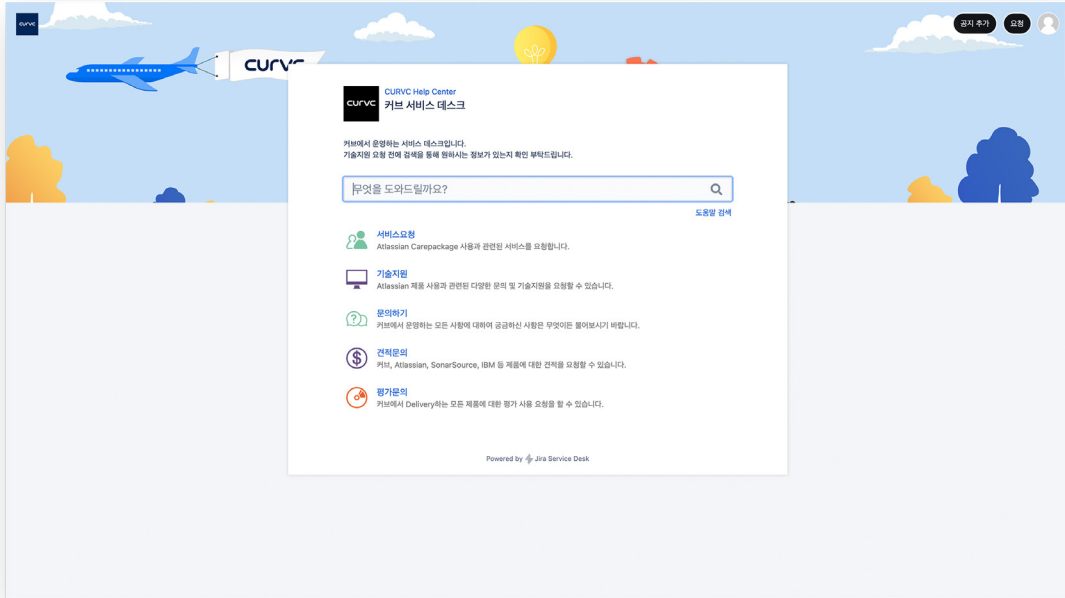 curvc
공지 추가
요청
CURVC
curvc
CURVC Help Center
커브 서비스 데스크
커브에서 운영하는 서비스 데스크입니다.
기술지원 요청 전에 검색을 통해 원하시는 정보가 있는지 확인 부탁드립니다.
무엇을 도와드릴까요?
도움말 검색
서비스요청
Atlassian Carepackage 사용과 관련된 서비스를 요청합니다.
기술지원
Atlassian 제품 사용과 관련된 다양한 문의 및 기술지원을 요청할 수 있습니다.
문의하기
커브에서 운영하는 모든 사항에 대하여 궁금하신 사항은 무엇이든 물어보시기 바랍니다.
견적문의
커브, Atlassian, SonarSource, IBM 등 제품에 대한 견적을 요청할 수 있습니다.
평가문의
커브에서 Delivery하는 모든 제품에 대한 평가 사용 요청을 할 수 있습니다.
Powered by Jira Service Desk